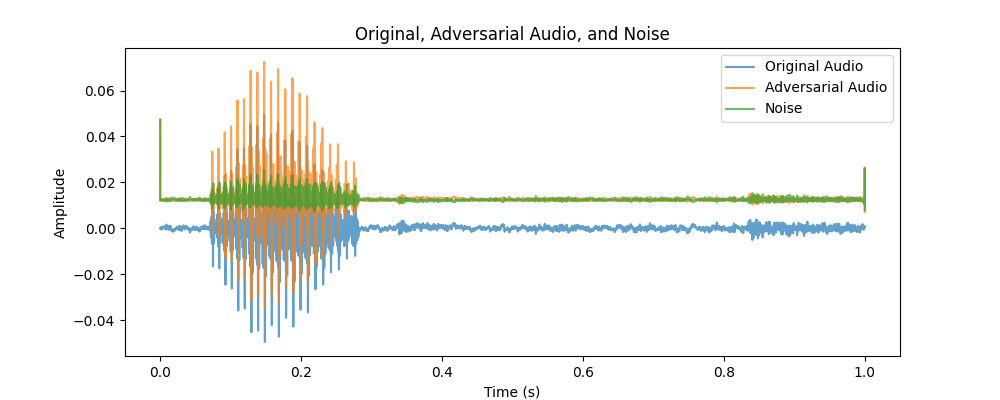 Original, Adversarial Audio, and Noise
Original Audio
Adversarial Audio
Noise
Amplitude
0.06
0.04
0.02
0.00
−0.02
−0.04
0.0 0.2 0.4 0.6 0.8 1.0
Time (s)